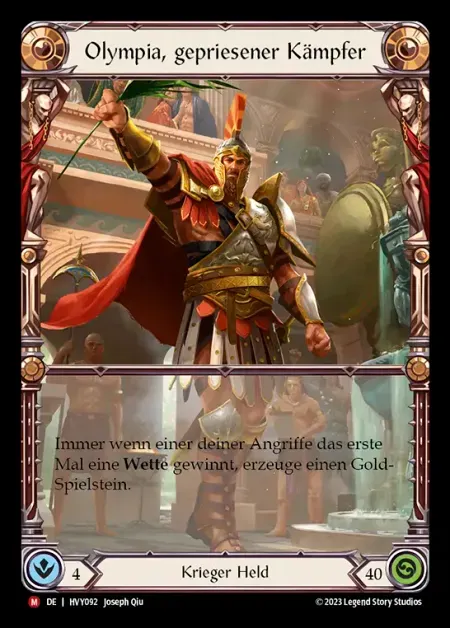 Olympia, gepriesener Kämpfer
Immer wenn einer deiner Angriffe das erste
Mal eine Wette gewinnt, erzeuge einen Gold-
Spielstein.
4
Krieger Held
40
M DE | HVY092 Joseph Qiu
© 2023 Legend Story Studios